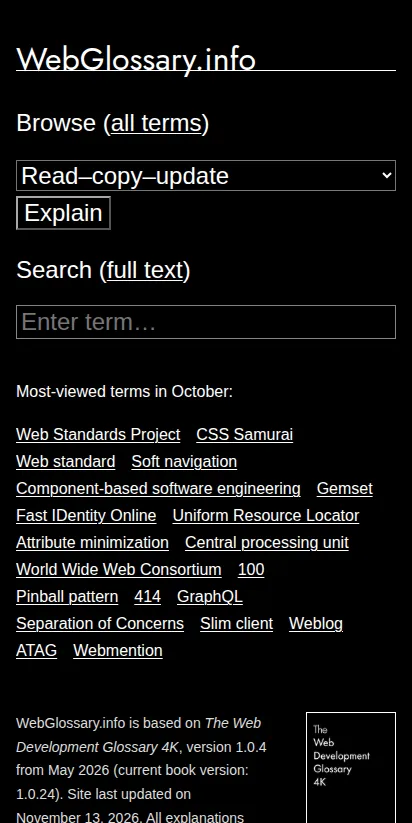 WebGlossary.info
Browse (all terms)
Read–copy–update
Explain
Search (full text)
Enter term…
Most-viewed terms in October:
Web Standards Project CSS Samurai
Web standard Soft navigation
Component-based software engineering Gemset
Fast IDentity Online Uniform Resource Locator
Attribute minimization Central processing unit
World Wide Web Consortium 100
Pinball pattern 414 GraphQL
Separation of Concerns Slim client Weblog
ATAG Webmention
WebGlossary.info is based on The Web
Development Glossary 4K, version 1.0.4
from May 2026 (current book version:
1.0.24). Site last updated on
November 13, 2026. All explanations
The
Web
Development
Glossary
4K